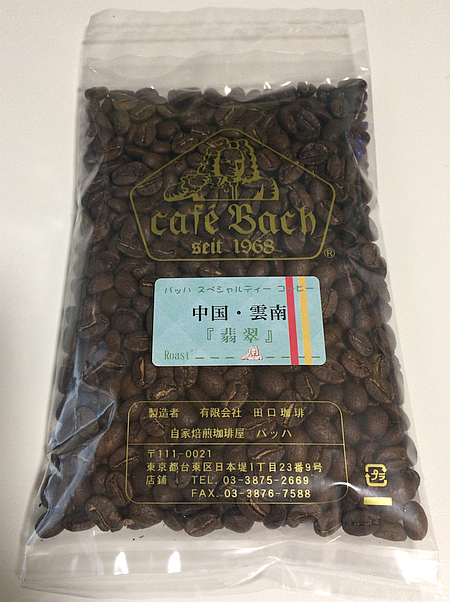 café Bach
seit 1968
®
バッハ スペシャルティー コーヒー
中国・雲南
『翡翠』
Roast
製造者 有限会社 田口珈琲
自家焙煎珈琲屋 バッハ
〒111-0021
東京都台東区日本堤1丁目23番9号
店舗 TEL. 03-3875-2669
FAX. 03-3876-7588
プラ